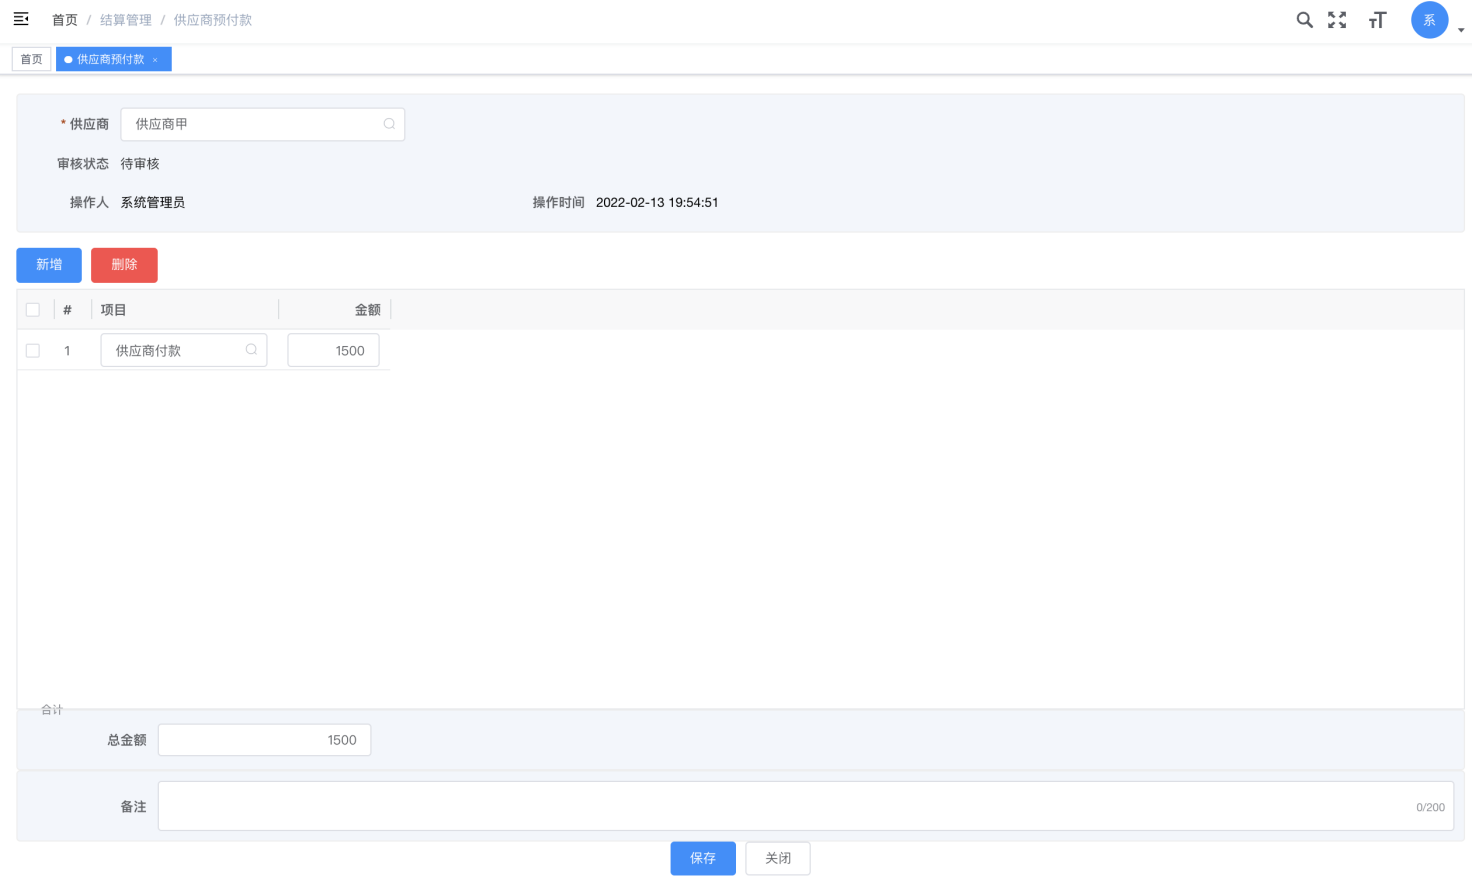 首页 / 结算管理 / 供应商预付款
系
首页 供应商预付款 ×
* 供应商 供应商甲
审核状态 待审核
操作人 系统管理员 操作时间 2022-02-13 19:54:51
新增 删除
# 项目 金额
1 供应商付款 1500
合计
总金额 1500
备注 0/200
保存 关闭